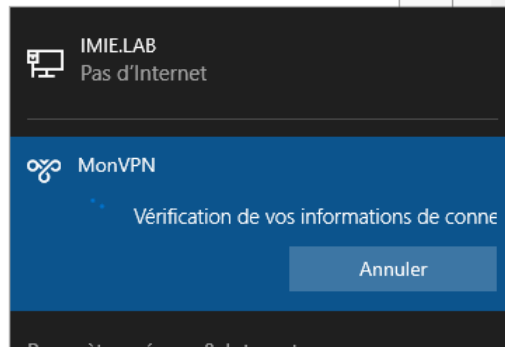 IMIE.LAB
Pas d'Internet
MonVPN
Vérification de vos informations de conne
Annuler